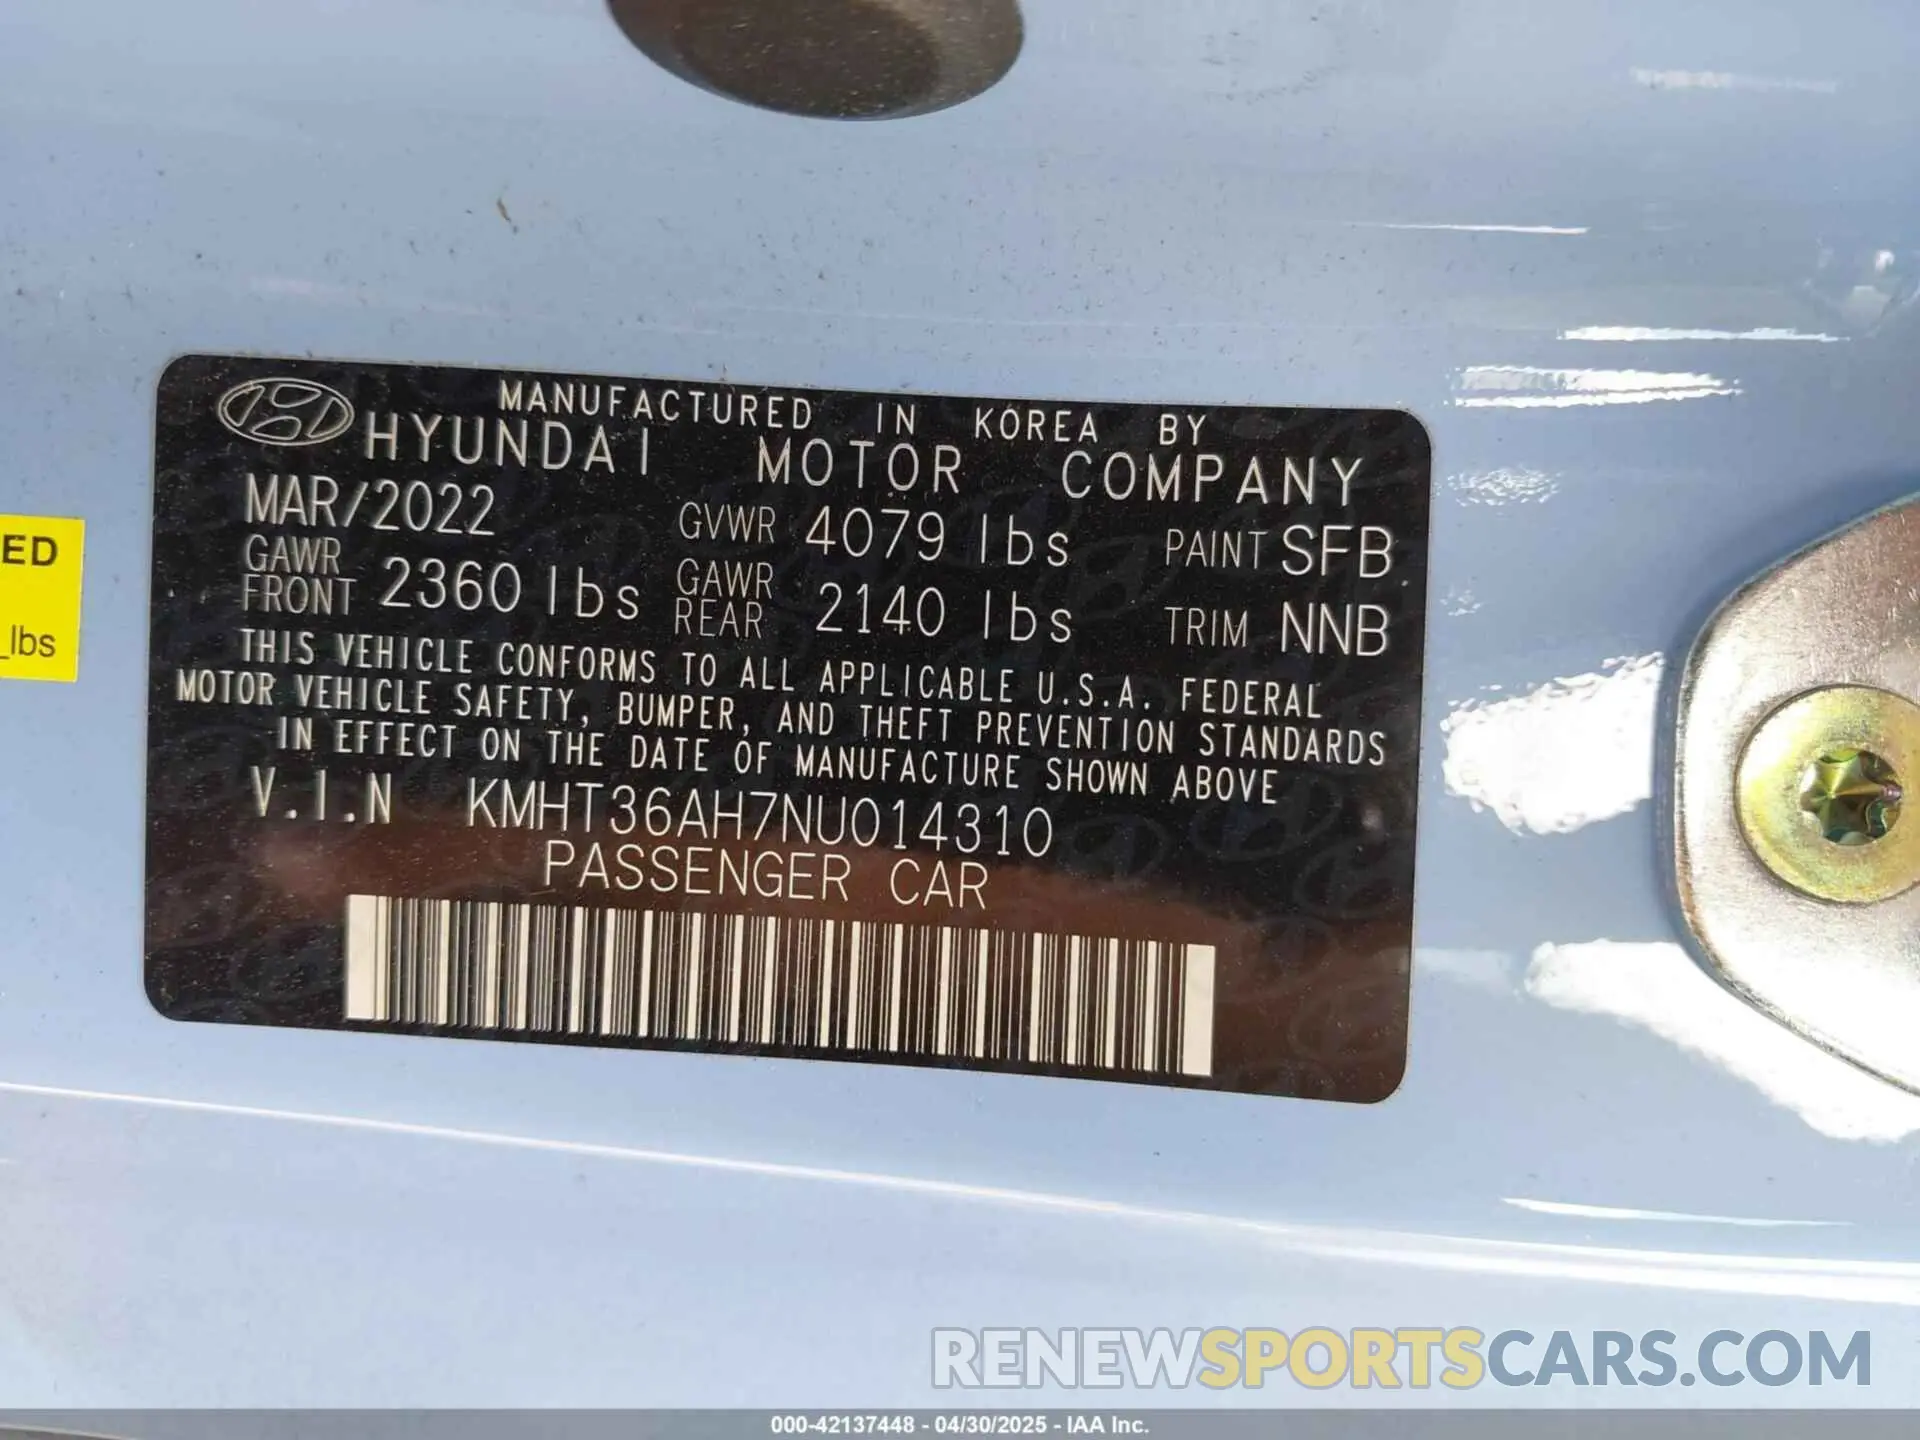 MANUFACTURED IN KOREA BY
HYUNDAI MOTOR COMPANY
MAR/2022 GVWR 4079 lbs PAINT SFB
GAWR FRONT 2360 lbs GAWR REAR 2140 lbs TRIM NNB
THIS VEHICLE CONFORMS TO ALL APPLICABLE U.S.A. FEDERAL
MOTOR VEHICLE SAFETY, BUMPER, AND THEFT PREVENTION STANDARDS
IN EFFECT ON THE DATE OF MANUFACTURE SHOWN ABOVE
V.I.N KMHT36AH7NU014310
PASSENGER CAR
ED
lbs
RENEWSPORTSCARS.COM
000-42137448 - 04/30/2025 - IAA Inc.